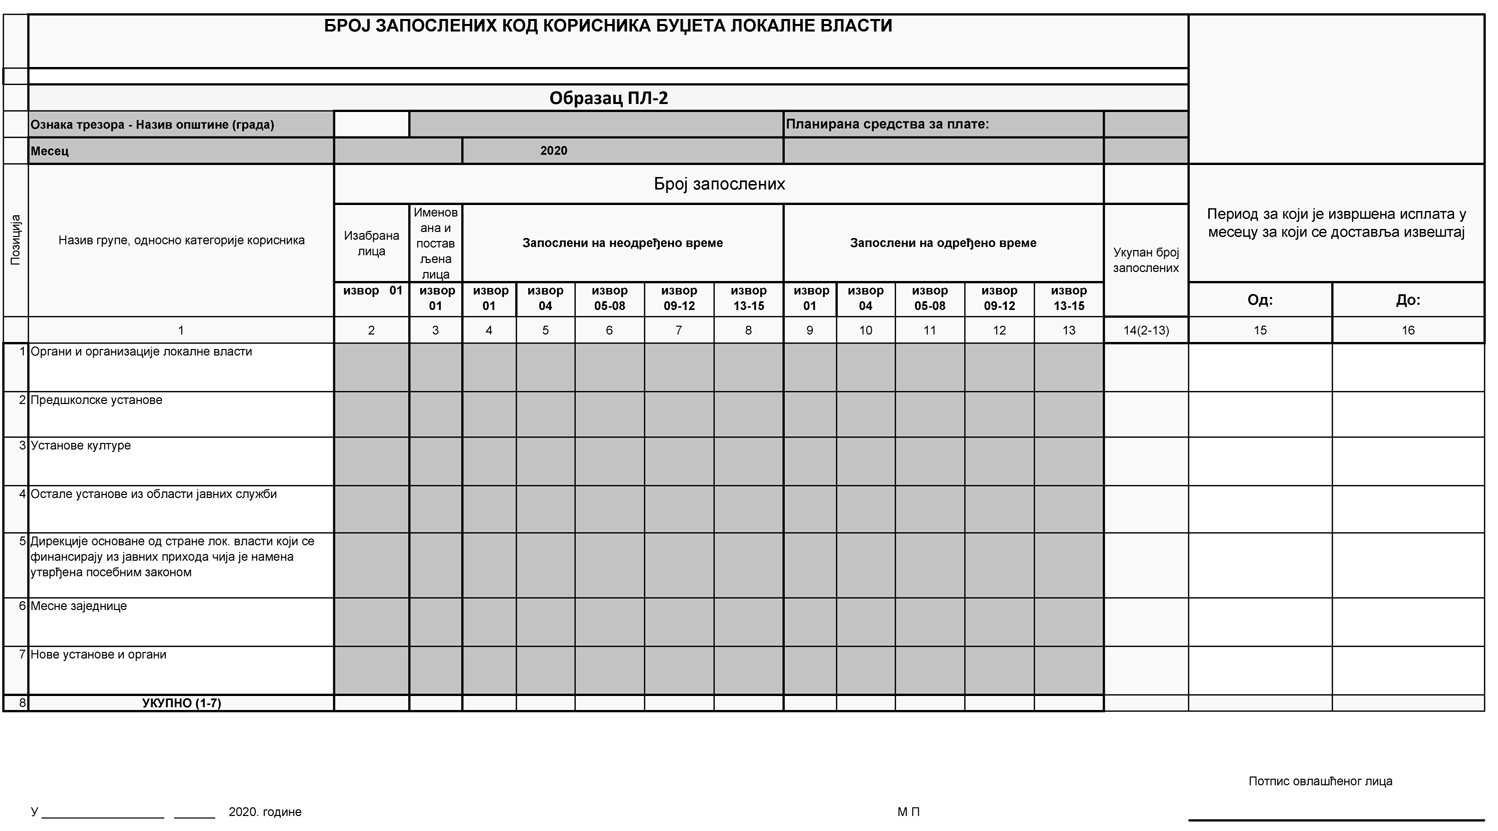 БРОЈ ЗАПОСЛЕНИХ КОД КОРИСНИКА БУЏЕТА ЛОКАЛНЕ ВЛАСТИ
Образац ПЛ-2
Ознака трезора - Назив општине (града)
Планирана средства за плате:
Месец
2020
Позиција
Назив групе, односно категорије корисника
Број запослених
Изабрана
лица
Именов
ана и
постав
љена
лица
Запослени на неодређено време
Запослени на одређено време
Укупан број
запослених
Период за који је извршена исплата у
месецу за који се доставља извештај
извор 01
извор
01
извор
01
извор
04
извор
05-08
извор
09-12
извор
13-15
извор
01
извор
04
извор
05-08
извор
09-12
извор
13-15
Од:
До:
1 2 3 4 5 6 7 8 9 10 11 12 13 14(2-13) 15 16
1 Органи и организације локалне власти
2 Предшколске установе
3 Установе културе
4 Остале установе из области јавних служби
5 Дирекције основане од стране лок. власти који се
финансирају из јавних прихода чија је намена
утврђена посебним законом
6 Месне заједнице
7 Нове установе и органи
8 УКУПНО (1-7)
Потпис овлашћеног лица
У __________________ ______ 2020. године
М П